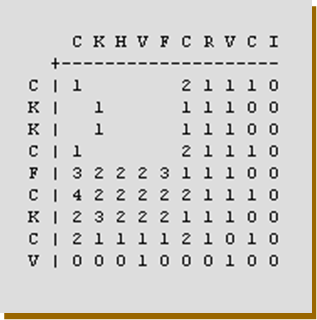 C K H V F C R V C I
+--------------------
C | 1 2 1 1 1 0
K | 1 1 1 1 0 0
K | 1 1 1 1 0 0
C | 1 2 1 1 1 0
F | 3 2 2 2 3 1 1 1 0 0
C | 4 2 2 2 2 2 1 1 1 0
K | 2 3 2 2 2 1 1 1 0 0
C | 2 1 1 1 1 2 1 0 1 0
V | 0 0 0 1 0 0 0 1 0 0